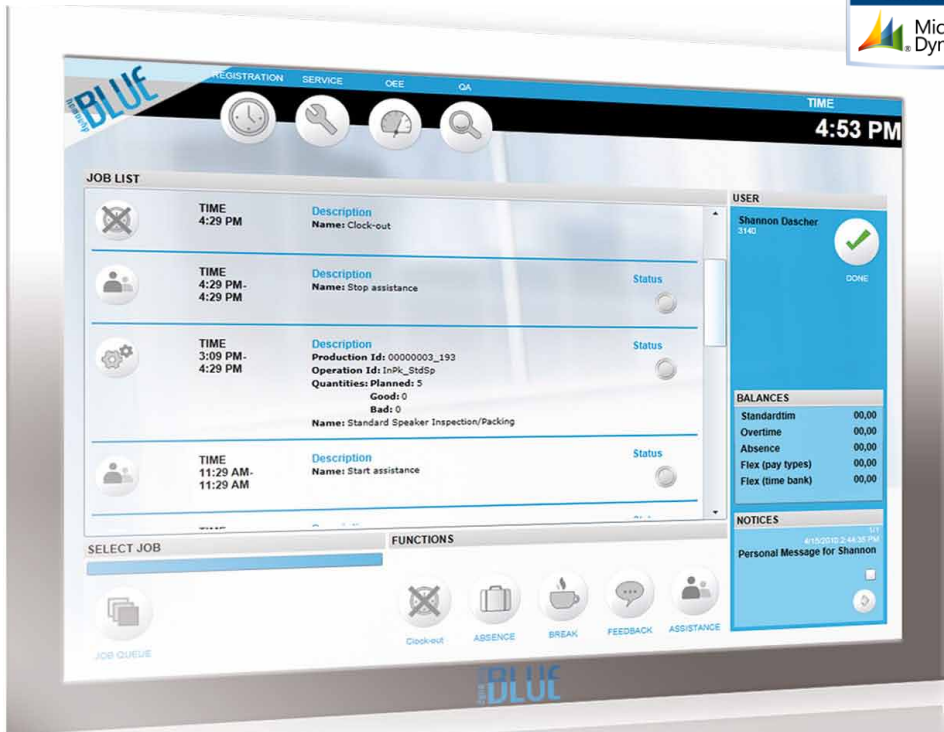 Mic
Dyn
BLUE
REGISTRATION
SERVICE
OEE
QA
TIME
4:53 PM
JOB LIST
TIME
4:29 PM
Description
Name: Clock-out
TIME
4:29 PM-
4:29 PM
Description
Name: Stop assistance
Status
TIME
3:09 PM-
4:29 PM
Description
Production Id: 00000003_193
Operation Id: InPk_StdSp
Quantities: Planned: 5
Good: 0
Bad: 0
Name: Standard Speaker Inspection/Packing
Status
TIME
11:29 AM-
11:29 AM
Description
Name: Start assistance
Status
USER
Shannon Dascher
3140
DONE
BALANCES
Standardtim 00,00
Overtime 00,00
Absence 00,00
Flex (pay types) 00,00
Flex (time bank) 00,00
NOTICES
1/1
4/15/2010 2:44:35 PM
Personal Message for Shannon
SELECT JOB
JOB QUEUE
FUNCTIONS
Clock-out
ABSENCE
BREAK
FEEDBACK
ASSISTANCE
BLUE